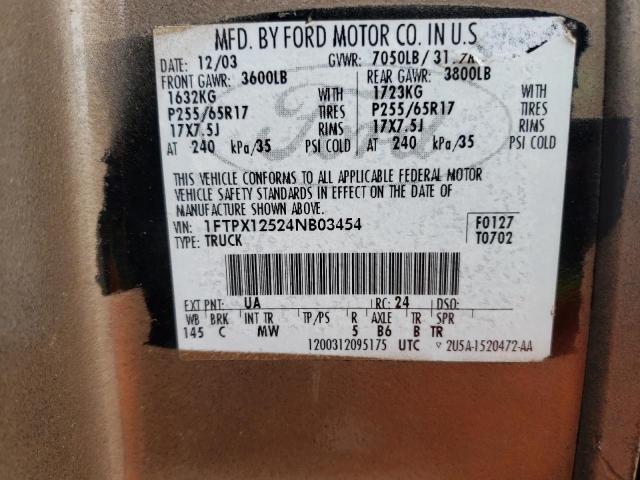 MFD. BY FORD MOTOR CO. IN U.S.
DATE: 12/03 GVWR: 7050LB/
FRONT GAWR: 3600LB REAR GAWR: 3800LB
1632KG WITH 1723KG WITH
P255/65R17 TIRES P255/65R17 TIRES
17X7.5J RIMS 17X7.5J RIMS
AT 240 kPa/35 PSI COLD AT 240 kPa/35 PSI COLD
Ford
THIS VEHICLE CONFORMS TO ALL APPLICABLE FEDERAL MOTOR
VEHICLE SAFETY STANDARDS IN EFFECT ON THE DATE OF
MANUFACTURE SHOWN ABOVE.
VIN: 1FTPX12524NB03454 F0127
TYPE: TRUCK T0702
EXT PNT: UA RC: 24 DSO:
WB BRK INT TR TP/PS R AXLE TR SPR
145 C MW 5 B6 B TR
1200312095175 UTC ▽ 2U5A-1520472-AA